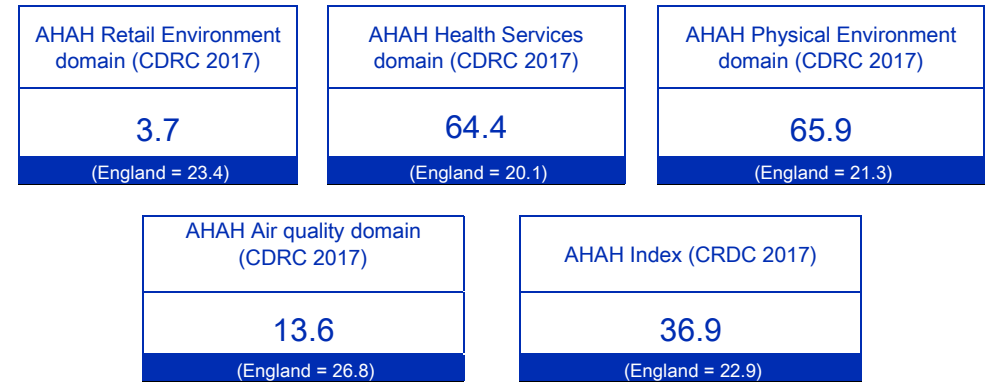 AHAH Retail Environment
domain (CDRC 2017)
3.7
(England = 23.4)
AHAH Health Services
domain (CDRC 2017)
64.4
(England = 20.1)
AHAH Physical Environment
domain (CDRC 2017)
65.9
(England = 21.3)
AHAH Air quality domain
(CDRC 2017)
13.6
(England = 26.8)
AHAH Index (CRDC 2017)
36.9
(England = 22.9)